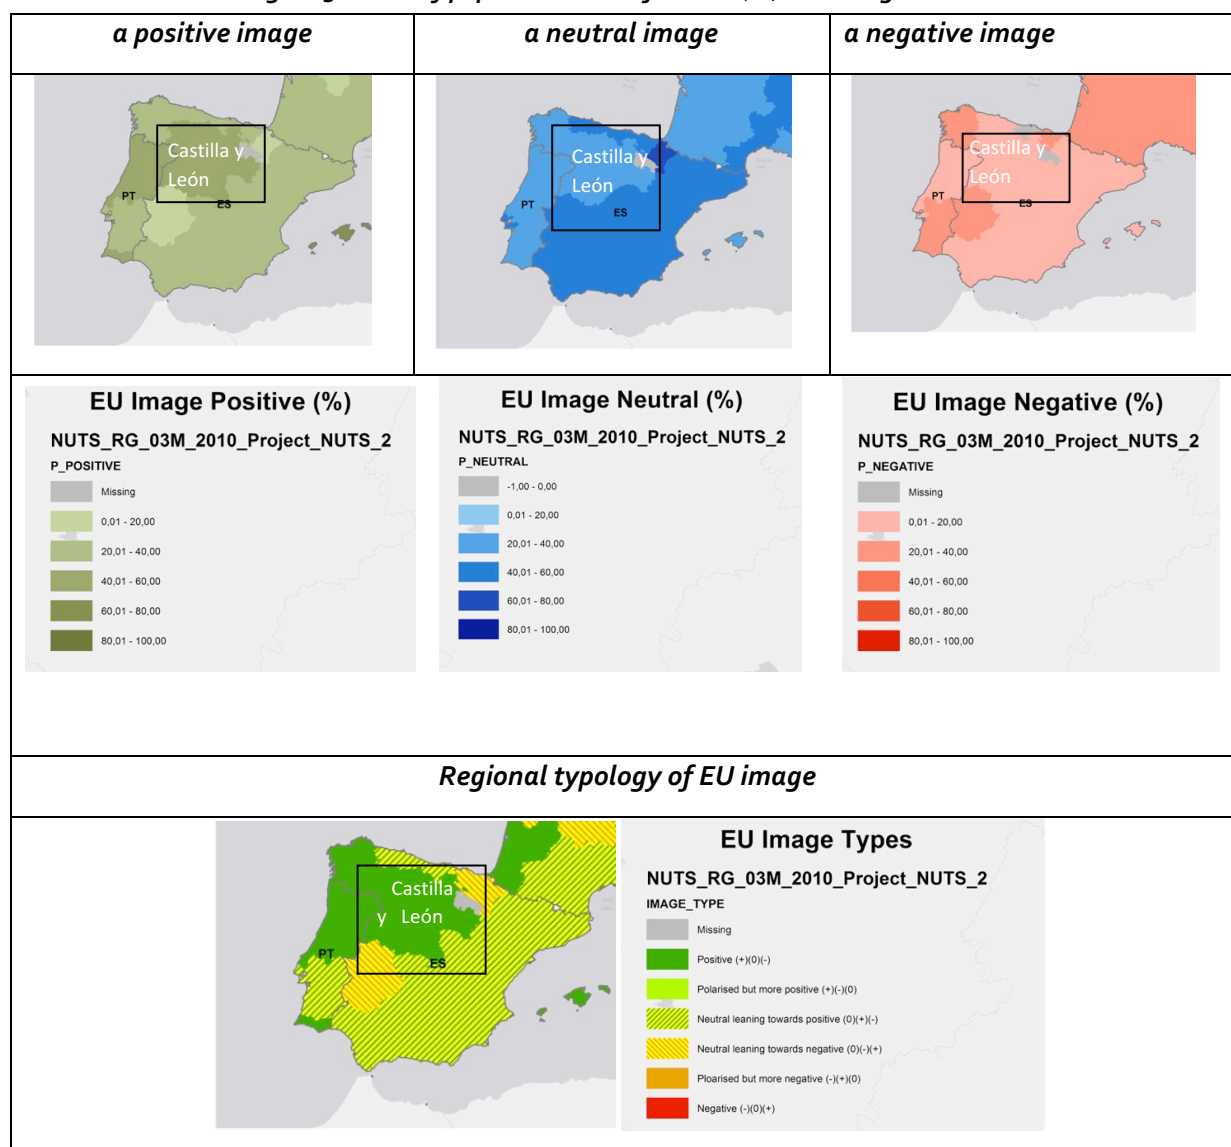 a positive image
a neutral image
a negative image
Castilla y
León
PT
ES
Castilla y
León
PT
ES
Castilla y
León
PT
ES
EU Image Positive (%)
NUTS_RG_03M_2010_Project_NUTS_2
P_POSITIVE
Missing
0,01 - 20,00
20,01 - 40,00
40,01 - 60,00
60,01 - 80,00
80,01 - 100,00
EU Image Neutral (%)
NUTS_RG_03M_2010_Project_NUTS_2
P_NEUTRAL
-1,00 - 0,00
0,01 - 20,00
20,01 - 40,00
40,01 - 60,00
60,01 - 80,00
80,01 - 100,00
EU Image Negative (%)
NUTS_RG_03M_2010_Project_NUTS_2
P_NEGATIVE
Missing
0,01 - 20,00
20,01 - 40,00
40,01 - 60,00
60,01 - 80,00
80,01 - 100,00
Regional typology of EU image
Castilla
y León
PT
ES
EU Image Types
NUTS_RG_03M_2010_Project_NUTS_2
IMAGE_TYPE
Missing
Positive (+)(0)(-)
Polarised but more positive (+)(-)(0)
Neutral leaning towards positive (0)(+)(-)
Neutral leaning towards negative (0)(-)(+)
Ploarised but more negative (-)(+)(0)
Negative (-)(0)(+)